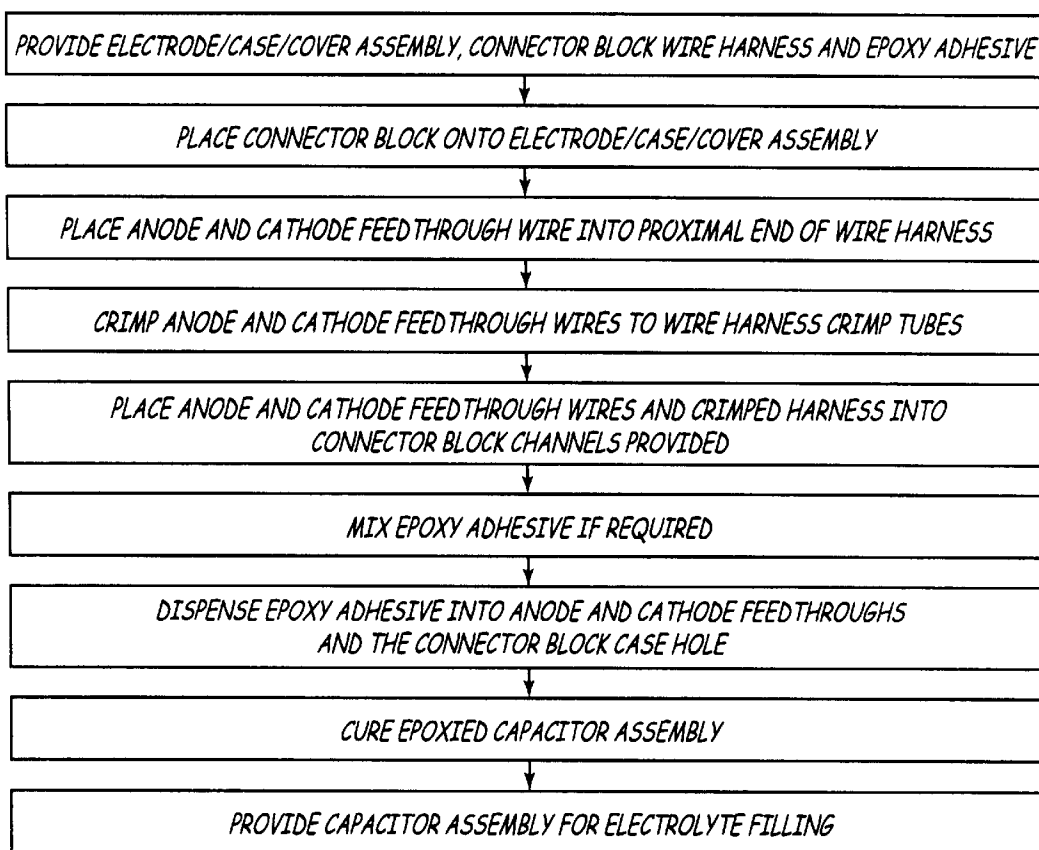 PROVIDE ELECTRODE/CASE/COVER ASSEMBLY, CONNECTOR BLOCK WIRE HARNESS AND EPOXY ADHESIVE
PLACE CONNECTOR BLOCK ONTO ELECTRODE/CASE/COVER ASSEMBLY
PLACE ANODE AND CATHODE FEEDTHROUGH WIRE INTO PROXIMAL END OF WIRE HARNESS
CRIMP ANODE AND CATHODE FEEDTHROUGH WIRES TO WIRE HARNESS CRIMP TUBES
PLACE ANODE AND CATHODE FEEDTHROUGH WIRES AND CRIMPED HARNESS INTO
CONNECTOR BLOCK CHANNELS PROVIDED
MIX EPOXY ADHESIVE IF REQUIRED
DISPENSE EPOXY ADHESIVE INTO ANODE AND CATHODE FEEDTHROUGHS
AND THE CONNECTOR BLOCK CASE HOLE
CURE EPOXIED CAPACITOR ASSEMBLY
PROVIDE CAPACITOR ASSEMBLY FOR ELECTROLYTE FILLING